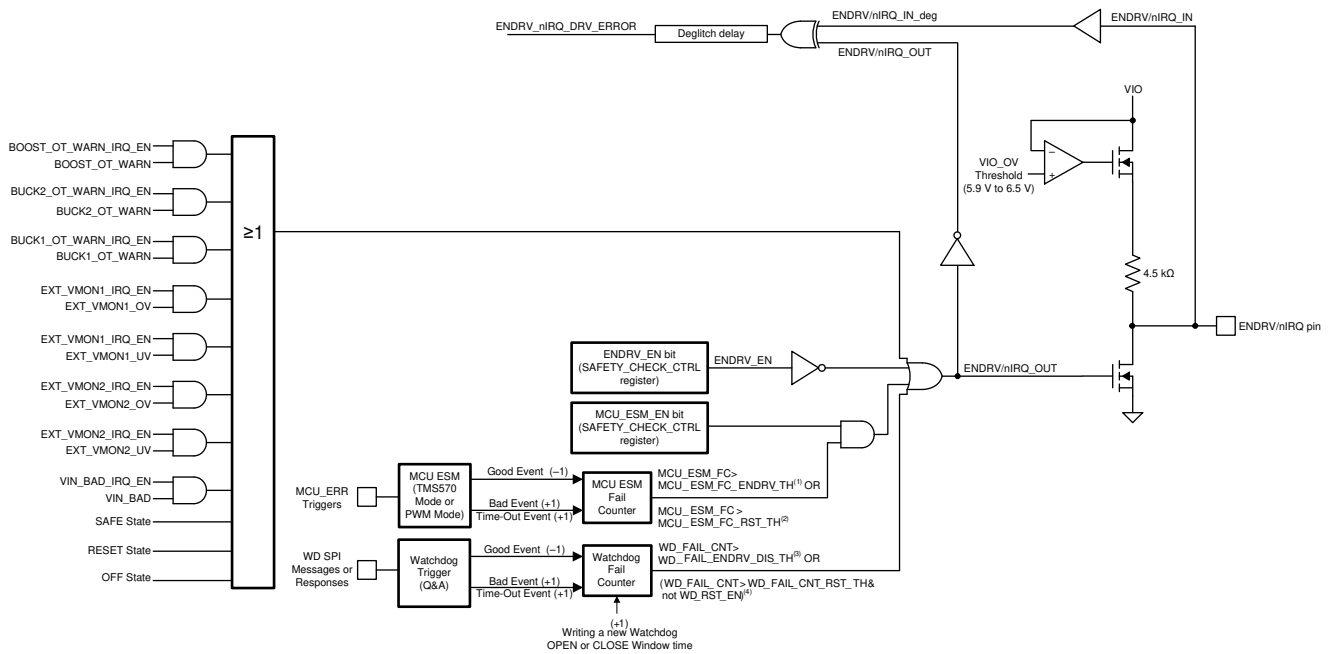 ENDRV_nIRQ_DRV_ERROR
Deglitch delay
ENDRV/nIRQ_IN_deg
ENDRV/nIRQ_IN
ENDRV/nIRQ_OUT
VIO
VIO_OV
Threshold
(5.9 V to 6.5 V)
−
+
4.5 kΩ
ENDRV/nIRQ pin
BOOST_OT_WARN_IRQ_EN
BOOST_OT_WARN
BUCK2_OT_WARN_IRQ_EN
BUCK2_OT_WARN
BUCK1_OT_WARN_IRQ_EN
BUCK1_OT_WARN
EXT_VMON1_IRQ_EN
EXT_VMON1_OV
EXT_VMON1_IRQ_EN
EXT_VMON1_UV
EXT_VMON2_IRQ_EN
EXT_VMON2_OV
EXT_VMON2_IRQ_EN
EXT_VMON2_UV
VIN_BAD_IRQ_EN
VIN_BAD
SAFE State
RESET State
OFF State
≥1
ENDRV_EN bit
(SAFETY_CHECK_CTRL
register)
ENDRV_EN
ENDRV/nIRQ_OUT
MCU_ESM_EN bit
(SAFETY_CHECK_CTRL
register)
MCU_ERR
Triggers
MCU ESM
(TMS570
Mode or
PWM Mode)
Good Event (−1)
Bad Event (+1)
Time-Out Event (+1)
MCU ESM
Fail
Counter
MCU_ESM_FC>
MCU_ESM_FC_ENDRV_TH(1) OR
MCU_ESM_FC >
MCU_ESM_FC_RST_TH(2)
WD SPI
Messages or
Responses
Watchdog
Trigger
(Q&A)
Good Event (−1)
Bad Event (+1)
Time-Out Event (+1)
Watchdog
Fail
Counter
WD_FAIL_CNT>
WD_FAIL_ENDRV_DIS_TH(3) OR
(WD_FAIL_CNT> WD_FAIL_CNT_RST_TH&
not WD_RST_EN)(4)
(+1)
Writing a new Watchdog
OPEN or CLOSE Window time